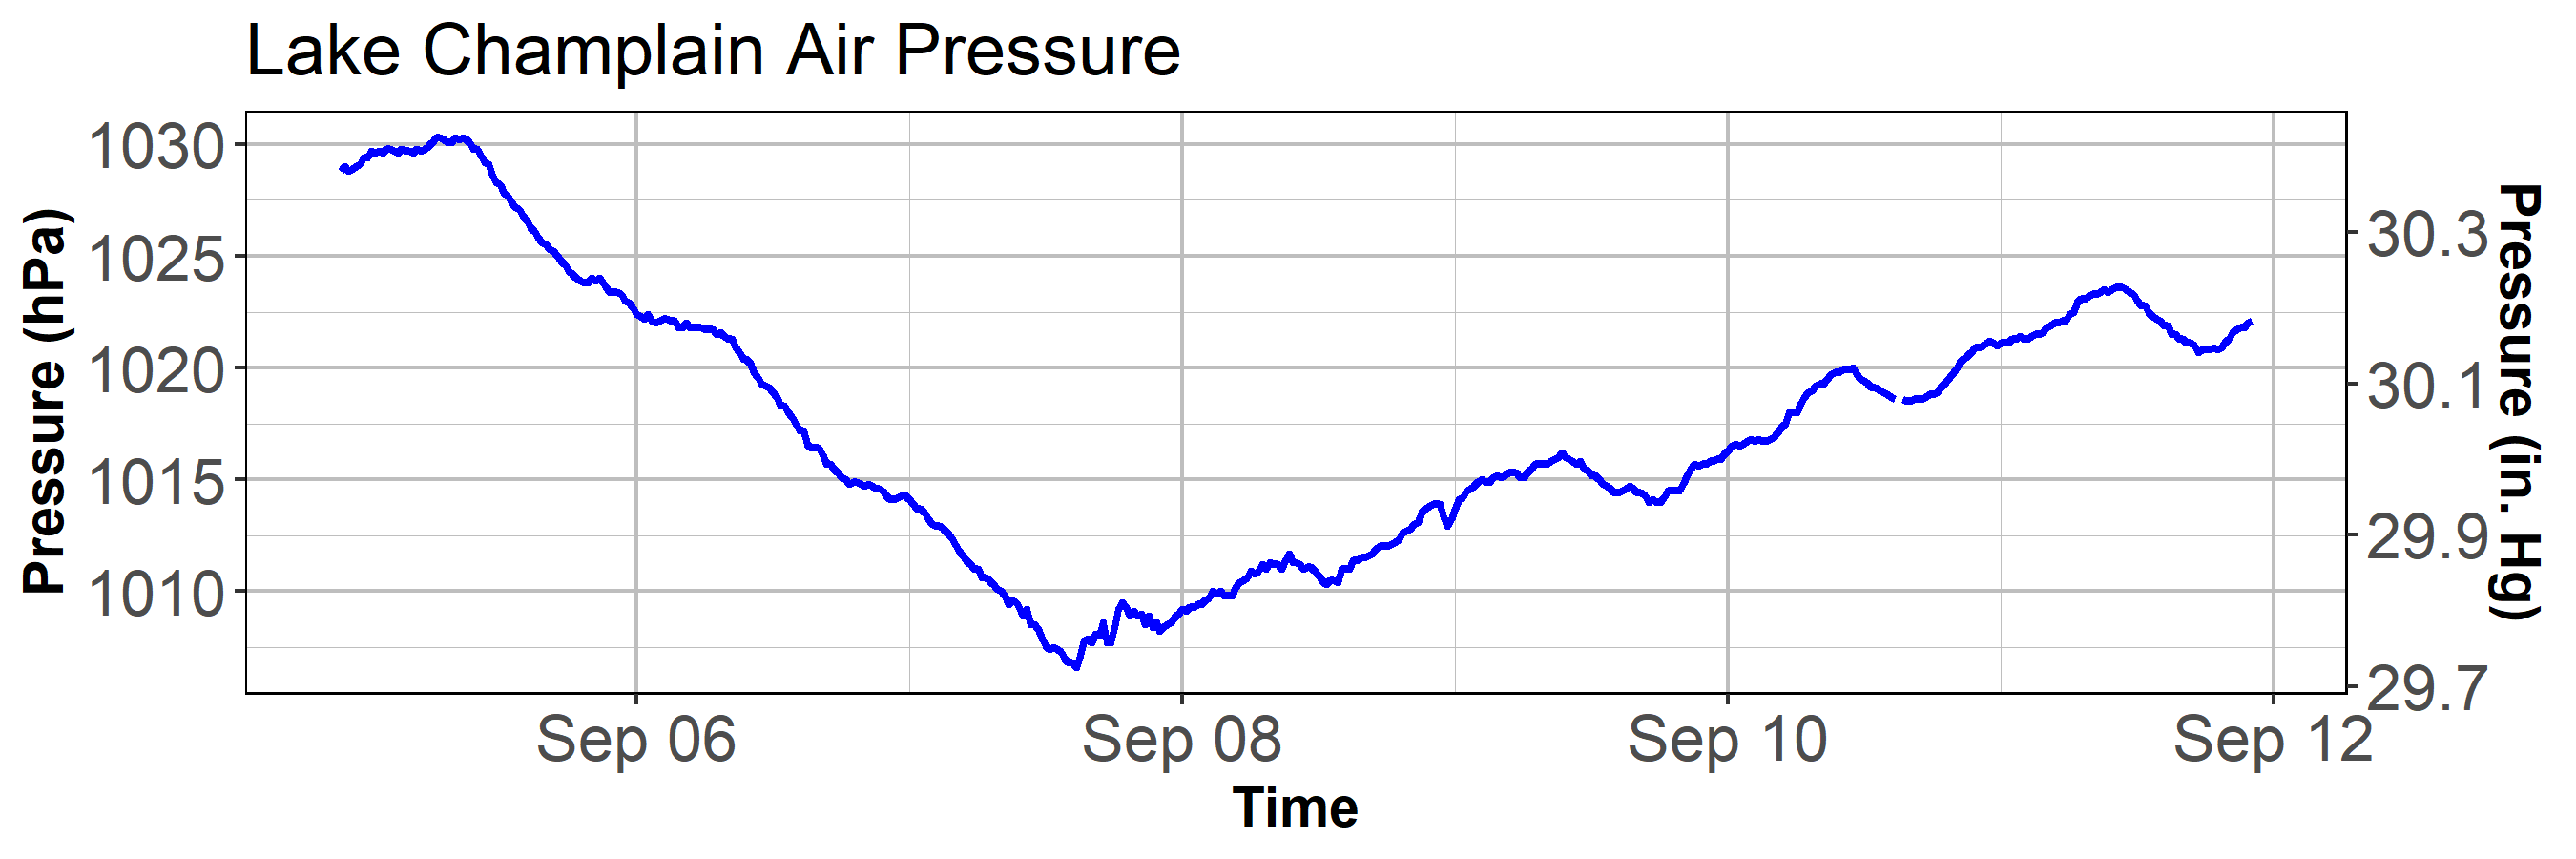 Lake Champlain Air Pressure
Pressure (hPa)
1030
1025
1020
1015
1010
30.3
30.1
29.9
29.7
Pressure (in. Hg)
Sep 06
Sep 08
Sep 10
Sep 12
Time